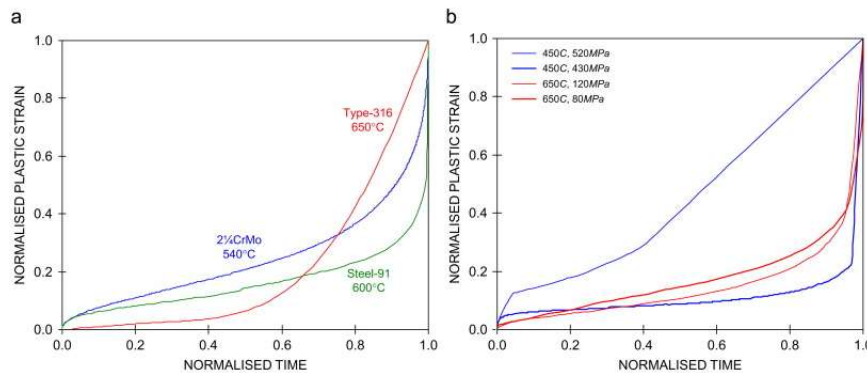 a
1.0
0.8
0.6
0.4
0.2
0.0
0.0
0.2
0.4
0.6
0.8
1.0
NORMALISED PLASTIC STRAIN
NORMALISED TIME
Type-316
650°C
2¼CrMo
540°C
Steel-91
600°C
b
1.0
0.8
0.6
0.4
0.2
0.0
0.0
0.2
0.4
0.6
0.8
1.0
NORMALISED PLASTIC STRAIN
NORMALISED TIME
450C, 520MPa
450C, 430MPa
650C, 120MPa
650C, 80MPa